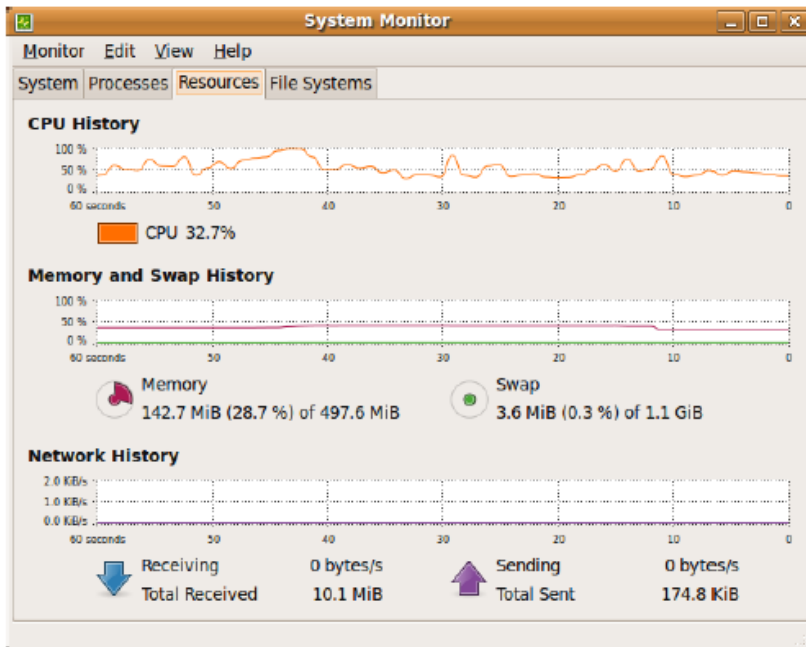 System Monitor
Monitor Edit View Help
System Processes Resources File Systems
CPU History
100 %
50 %
0 %
60 seconds 50 40 30 20 10 0
CPU 32.7%
Memory and Swap History
100 %
50 %
0 %
60 seconds 50 40 30 20 10 0
Memory Swap
142.7 MiB (28.7 %) of 497.6 MiB 3.6 MiB (0.3 %) of 1.1 GiB
Network History
2.0 KiB/s
1.0 KiB/s
0.0 KiB/s
60 seconds 50 40 30 20 10 0
Receiving 0 bytes/s Sending 0 bytes/s
Total Received 10.1 MiB Total Sent 174.8 KiB